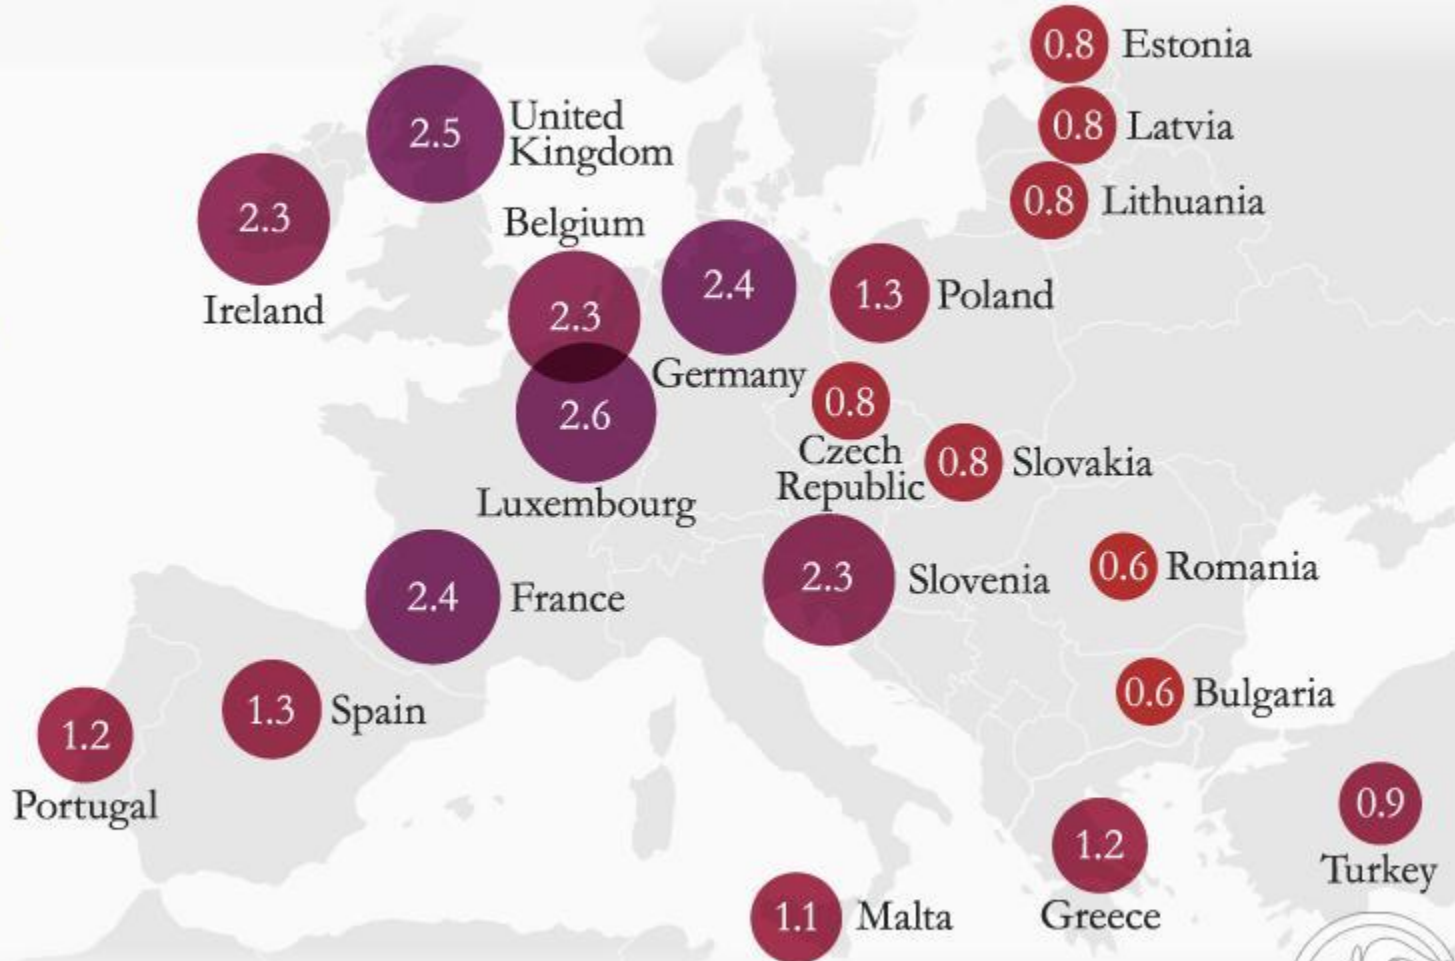 0.8 Estonia
0.8 Latvia
0.8 Lithuania
2.5 United
Kingdom
2.3
Ireland
Belgium
2.3
2.4
Germany
1.3 Poland
2.6
Luxembourg
0.8
Czech
Republic
0.8 Slovakia
2.4 France
2.3 Slovenia
0.6 Romania
0.6 Bulgaria
1.2
Portugal
1.3 Spain
1.1 Malta
1.2
Greece
0.9
Turkey